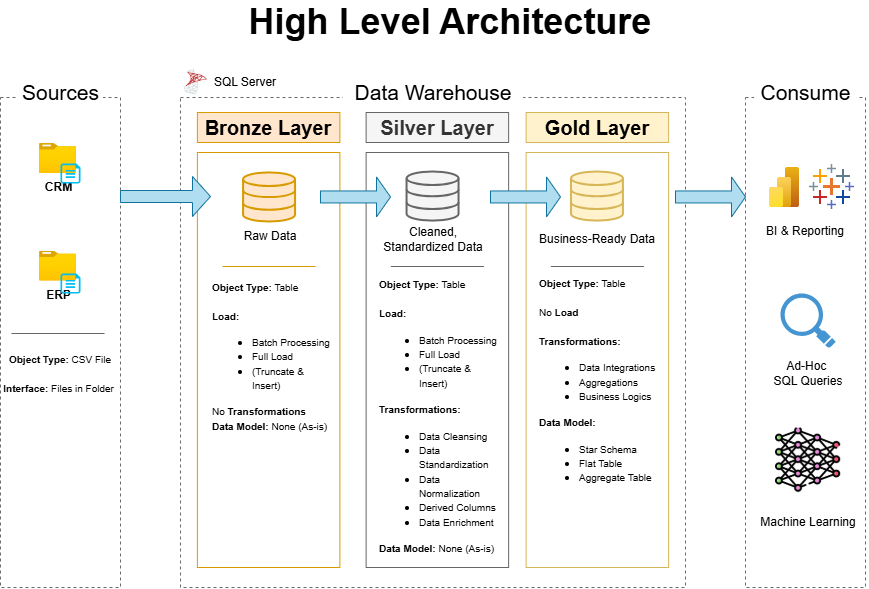 High Level Architecture
Sources
CRM
ERP
Object Type: CSV File
Interface: Files in Folder
SQL Server
Data Warehouse
Bronze Layer
Raw Data
Object Type: Table
Load:
Batch Processing
Full Load
(Truncate &
Insert)
No Transformations
Data Model: None (As-is)
Silver Layer
Cleaned,
Standardized Data
Object Type: Table
Load:
Batch Processing
Full Load
(Truncate &
Insert)
Transformations:
Data Cleansing
Data
Standardization
Data
Normalization
Derived Columns
Data Enrichment
Data Model: None (As-is)
Gold Layer
Business-Ready Data
Object Type: Table
No Load
Transformations:
Data Integrations
Aggregations
Business Logics
Data Model:
Star Schema
Flat Table
Aggregate Table
Consume
BI & Reporting
Ad-Hoc
SQL Queries
Machine Learning